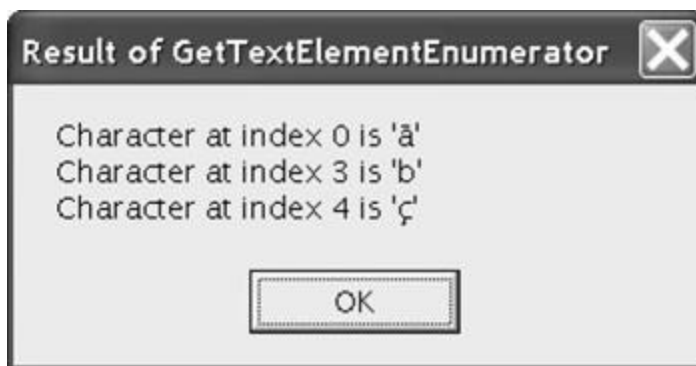 Result of GetTextElementEnumerator
Character at index 0 is 'ã'
Character at index 3 is 'b'
Character at index 4 is 'ç'
OK